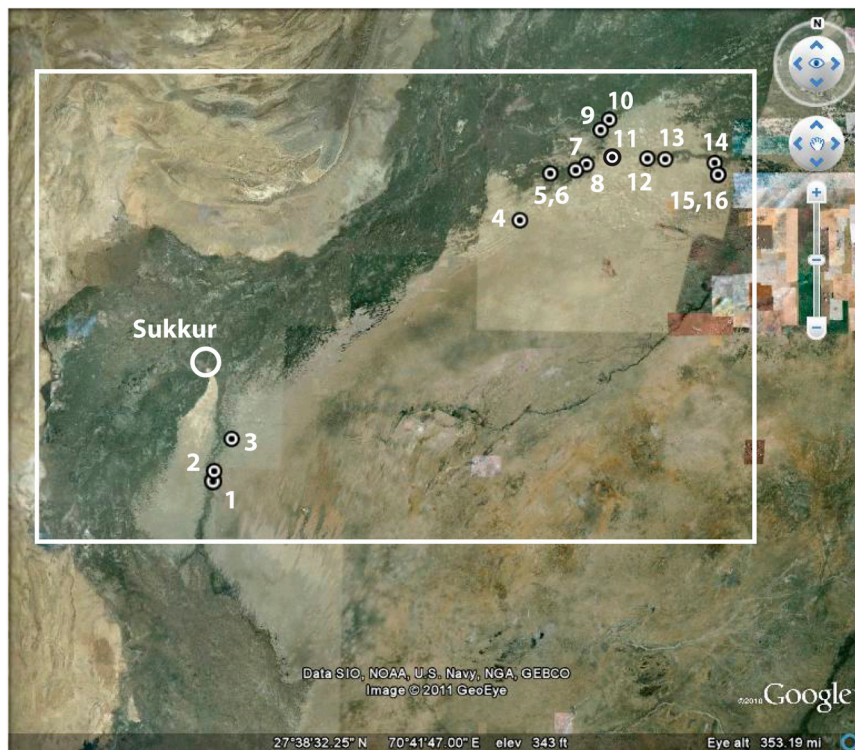 N
10
9
11
7
13
14
5,6
8
12
15,16
4
Sukkur
3
2
1
Data SIO, NOAA, U.S. Navy, NGA, GEBCO
Image © 2011 GeoEye
©2010 Google
27°38'32.25" N 70°41'47.00" E elev 343 ft Eye alt 353.19 mi